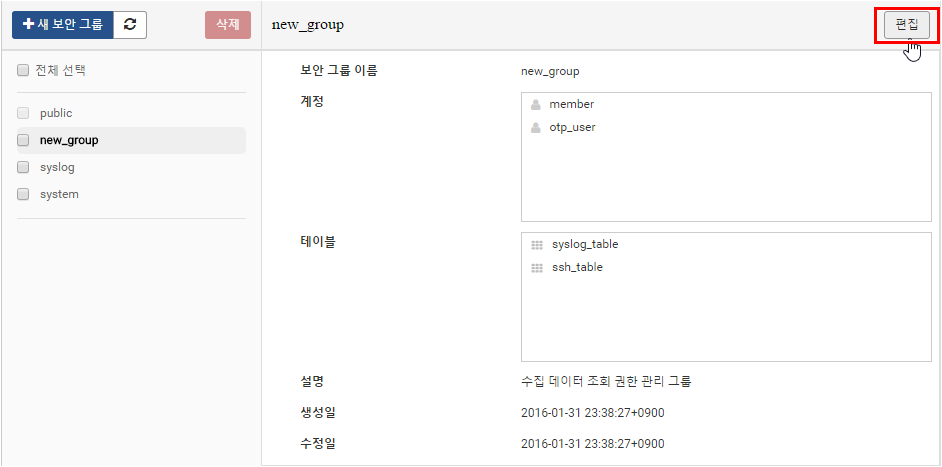 새 보안 그룹
삭제
new_group
편집
전체 선택
public
new_group
syslog
system
보안 그룹 이름
new_group
계정
member
otp_user
테이블
syslog_table
ssh_table
설명
수집 데이터 조회 권한 관리 그룹
생성일
2016-01-31 23:38:27+0900
수정일
2016-01-31 23:38:27+0900